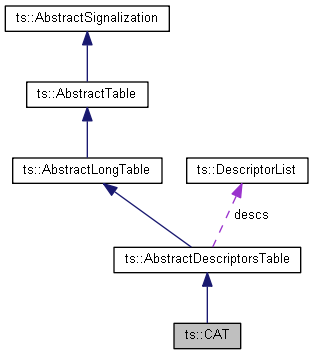 ts::AbstractSignalization
ts::AbstractTable
ts::AbstractLongTable
ts::DescriptorList
descs
ts::AbstractDescriptorsTable
ts::CAT